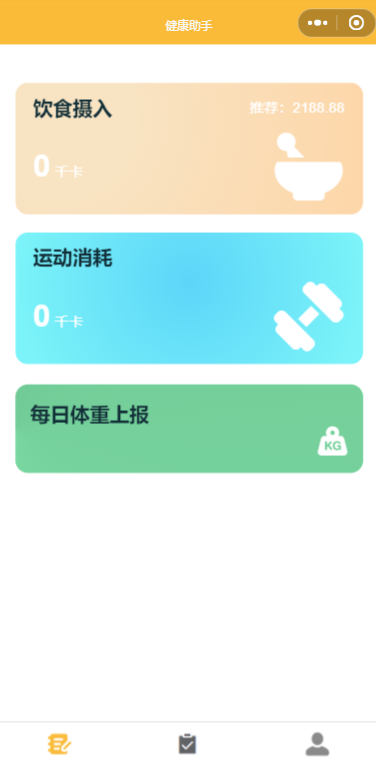 健康助手
饮食摄入
推荐：2188.88
0 千卡
运动消耗
0 千卡
每日体重上报
KG